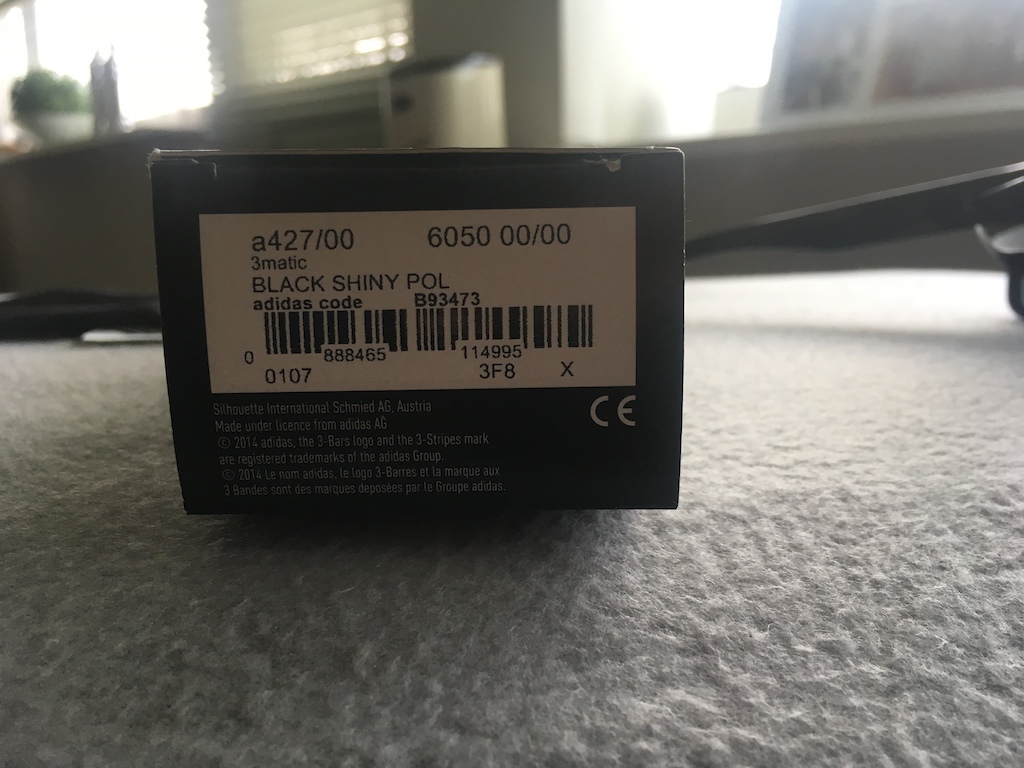 a427/00 6050 00/00
3matic
BLACK SHINY POL
adidas code B93473
0 888465 114995
0107 3F8 X
Silhouette International Schmied AG, Austria
Made under licence from adidas AG
© 2014 adidas, the 3-Bars logo and the 3-Stripes mark
are registered trademarks of the adidas Group.
© 2014 Le nom adidas, le logo 3-Barres et la marque aux
3 Bandes sont des marques deposées par le Groupe adidas.
CE